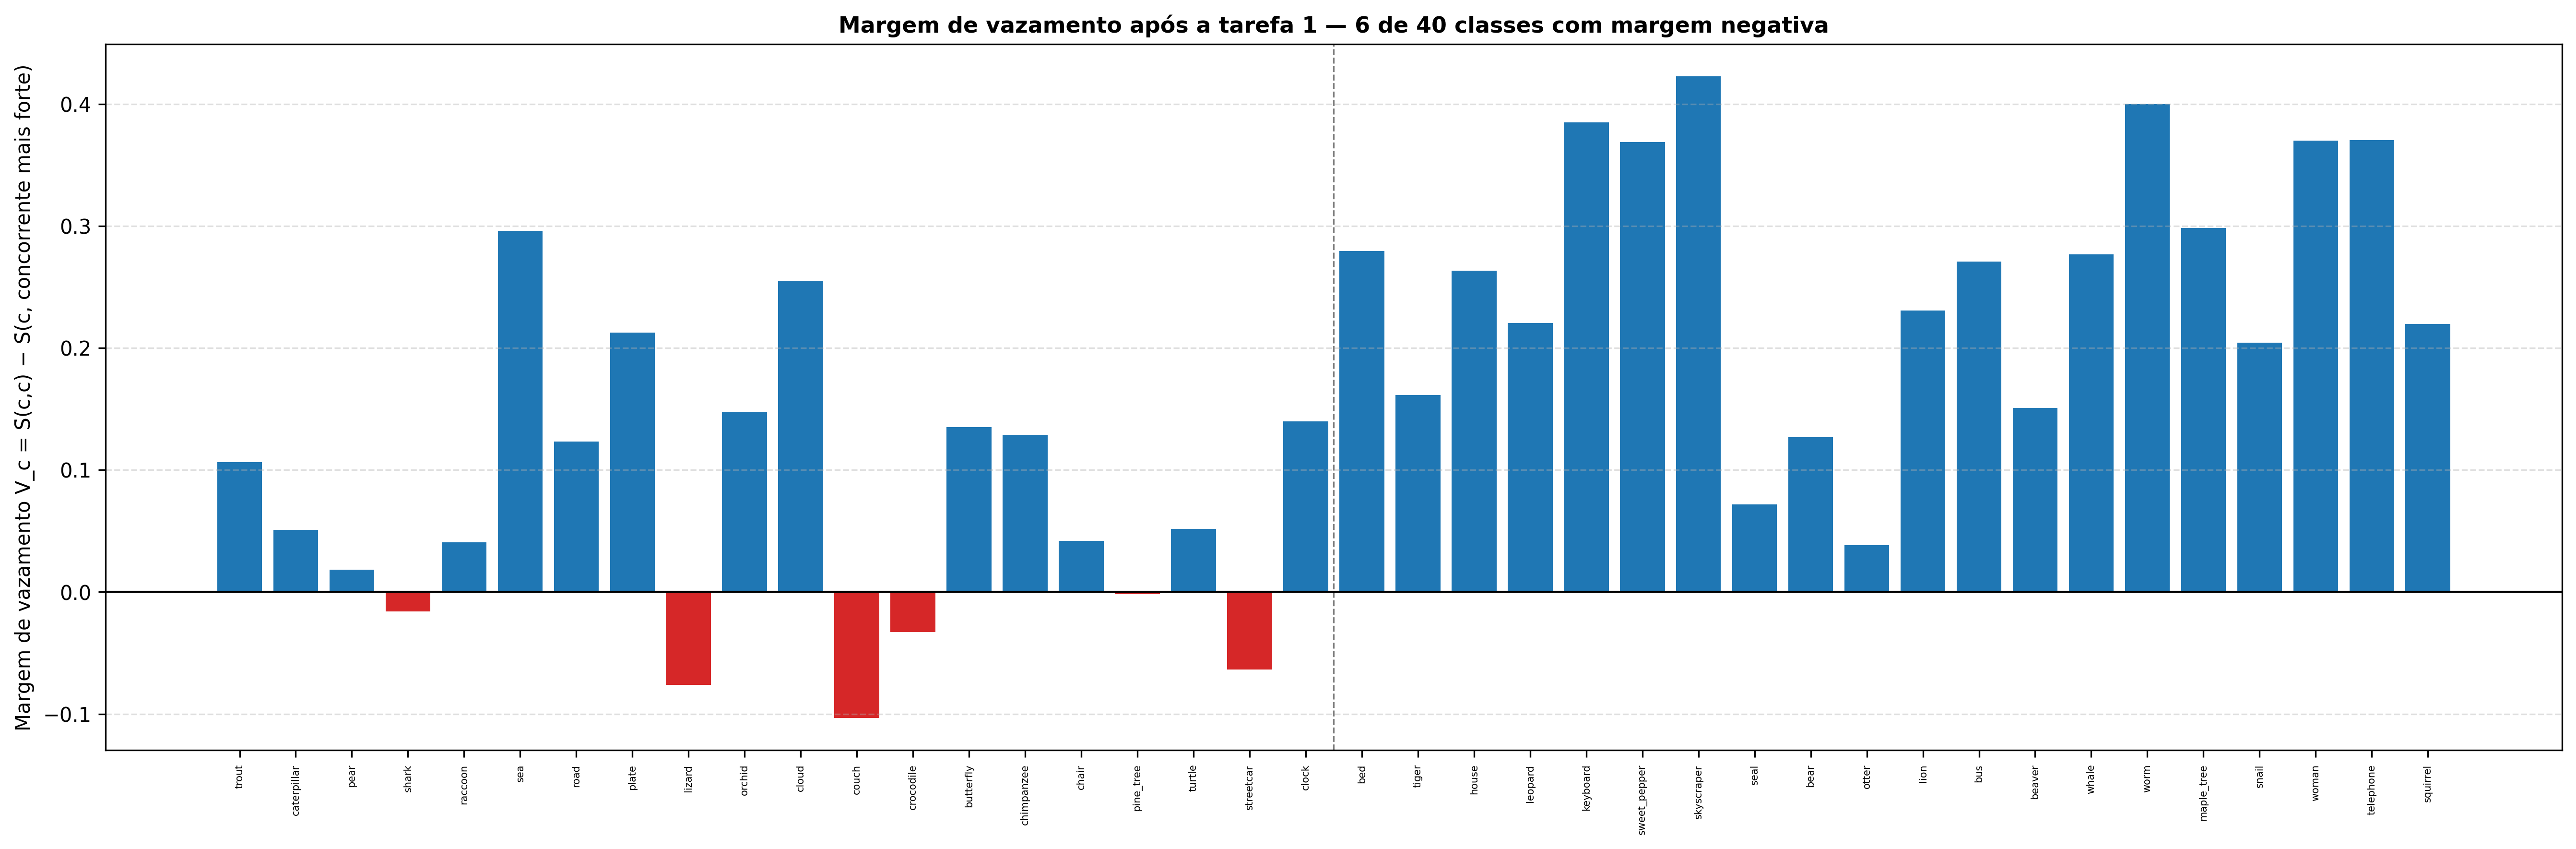 Margem de vazamento após a tarefa 1 — 6 de 40 classes com margem negativa
Margem de vazamento V_c = S(c,c) − S(c, concorrente mais forte)
0.4
0.3
0.2
0.1
0.0
−0.1
trout
caterpillar
pear
shark
raccoon
sea
road
plate
lizard
orchid
cloud
couch
crocodile
butterfly
chimpanzee
chair
pine_tree
turtle
streetcar
clock
bed
tiger
house
leopard
keyboard
sweet_pepper
skyscraper
seal
bear
otter
lion
bus
beaver
whale
worm
maple_tree
snail
woman
telephone
squirrel